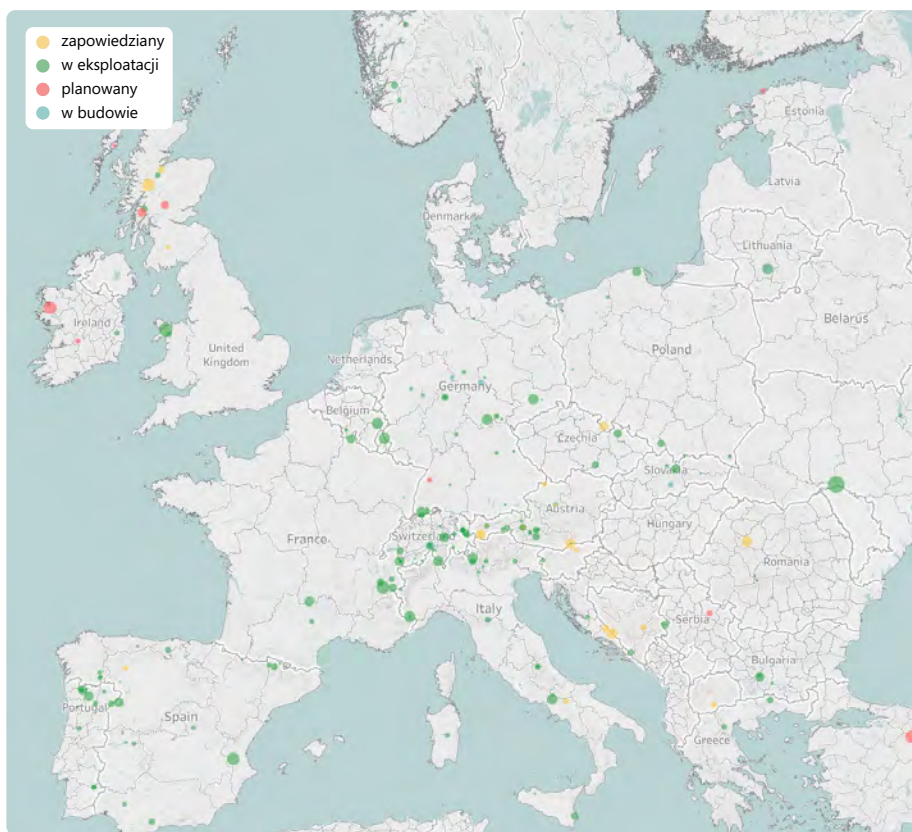 zapowiedziany
w eksploatacji
planowany
w budowie
Estonia
Latvia
Denmark
Lithuania
Belarus
Ireland
United
Kingdom
Netherlands
Poland
Germany
Belgium
Czechia
Slovakia
Austria
France
Switzerland
Hungary
Romania
Italy
Serbia
Bulgaria
Portugal
Spain
Greece